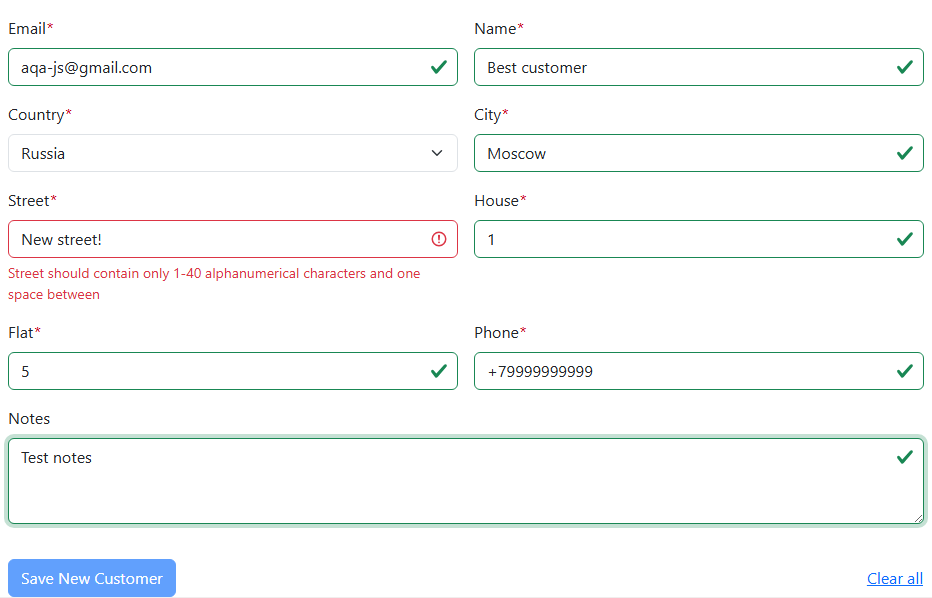 Email* Name*
aqa-js@gmail.com Best customer
Country* City*
Russia Moscow
Street* House*
New street! 1
Street should contain only 1-40 alphanumerical characters and one
space between
Flat* Phone*
5 +79999999999
Notes
Test notes
Save New Customer Clear all